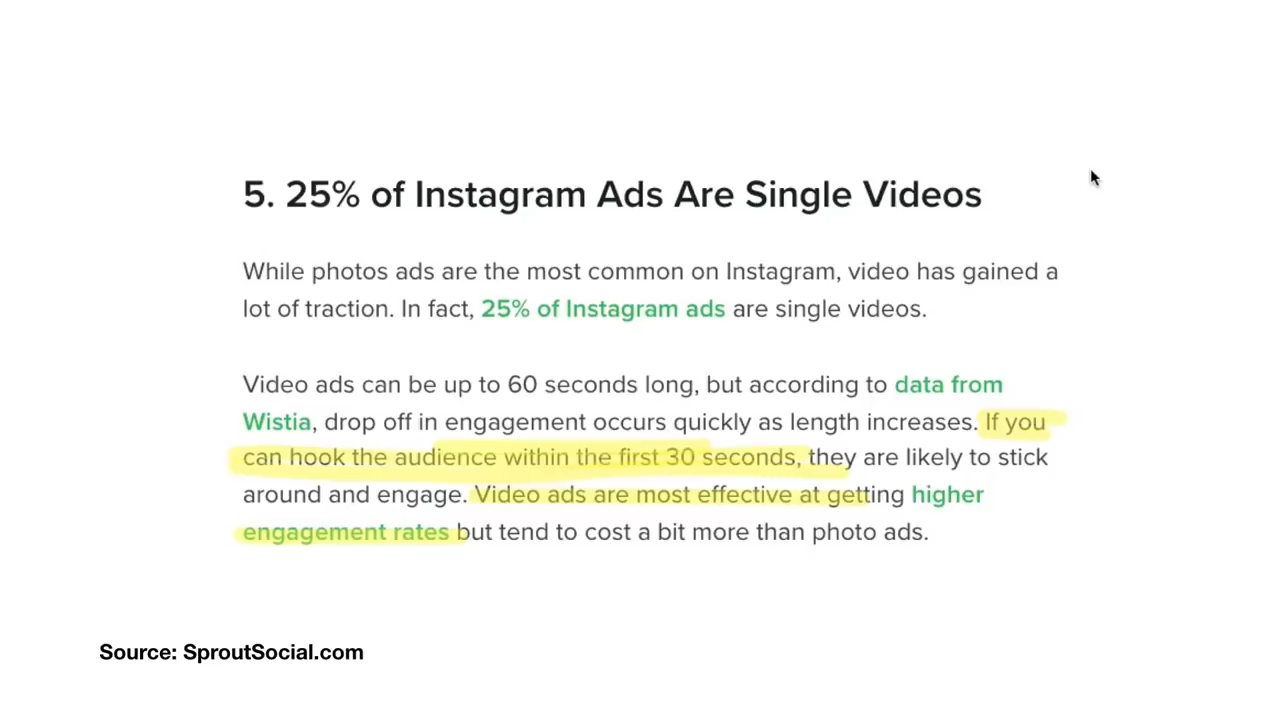 5. 25% of Instagram Ads Are Single Videos
While photos ads are the most common on Instagram, video has gained a
lot of traction. In fact, 25% of Instagram ads are single videos.
Video ads can be up to 60 seconds long, but according to data from
Wistia, drop off in engagement occurs quickly as length increases. If you
can hook the audience within the first 30 seconds, they are likely to stick
around and engage. Video ads are most effective at getting higher
engagement rates but tend to cost a bit more than photo ads.
Source: SproutSocial.com